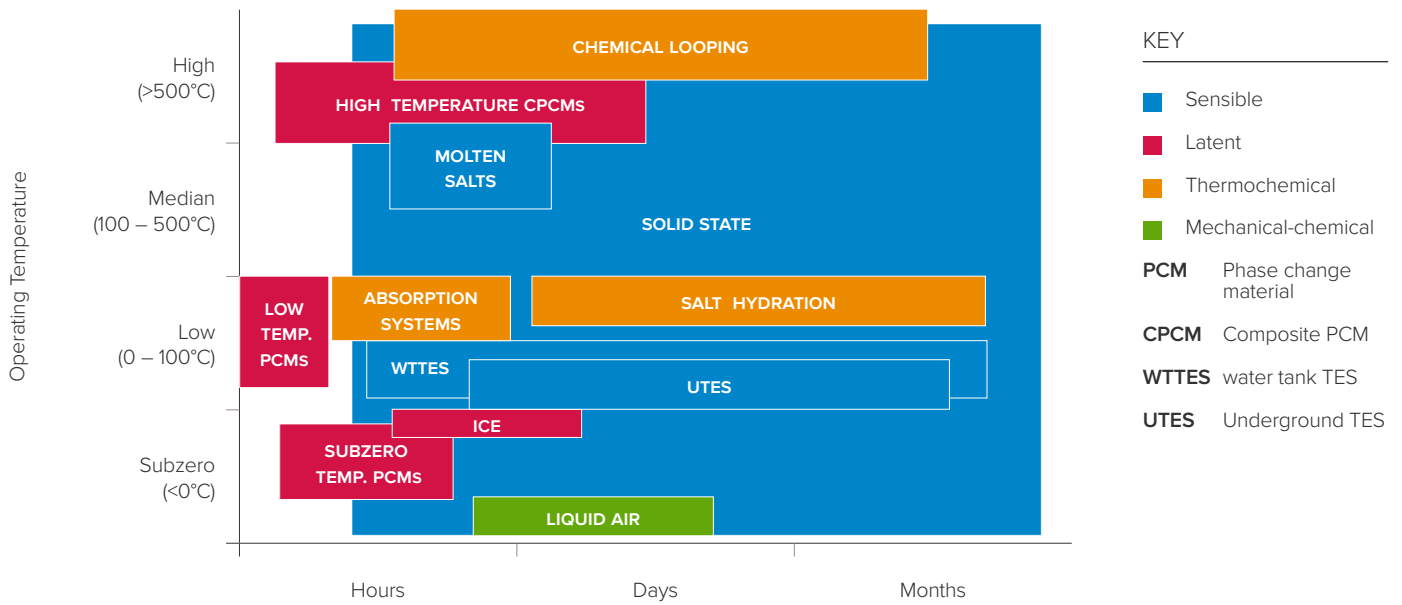 Operating Temperature
High
(>500°C)
Median
(100 – 500°C)
Low
(0 – 100°C)
Subzero
(<0°C)
CHEMICAL LOOPING
HIGH TEMPERATURE CPCMs
MOLTEN
SALTS
SOLID STATE
LOW
TEMP.
PCMs
ABSORPTION
SYSTEMS
SALT HYDRATION
WTTES
UTES
ICE
SUBZERO
TEMP. PCMs
LIQUID AIR
Hours
Days
Months
KEY
Sensible
Latent
Thermochemical
Mechanical-chemical
PCM Phase change
material
CPCM Composite PCM
WTTES water tank TES
UTES Underground TES